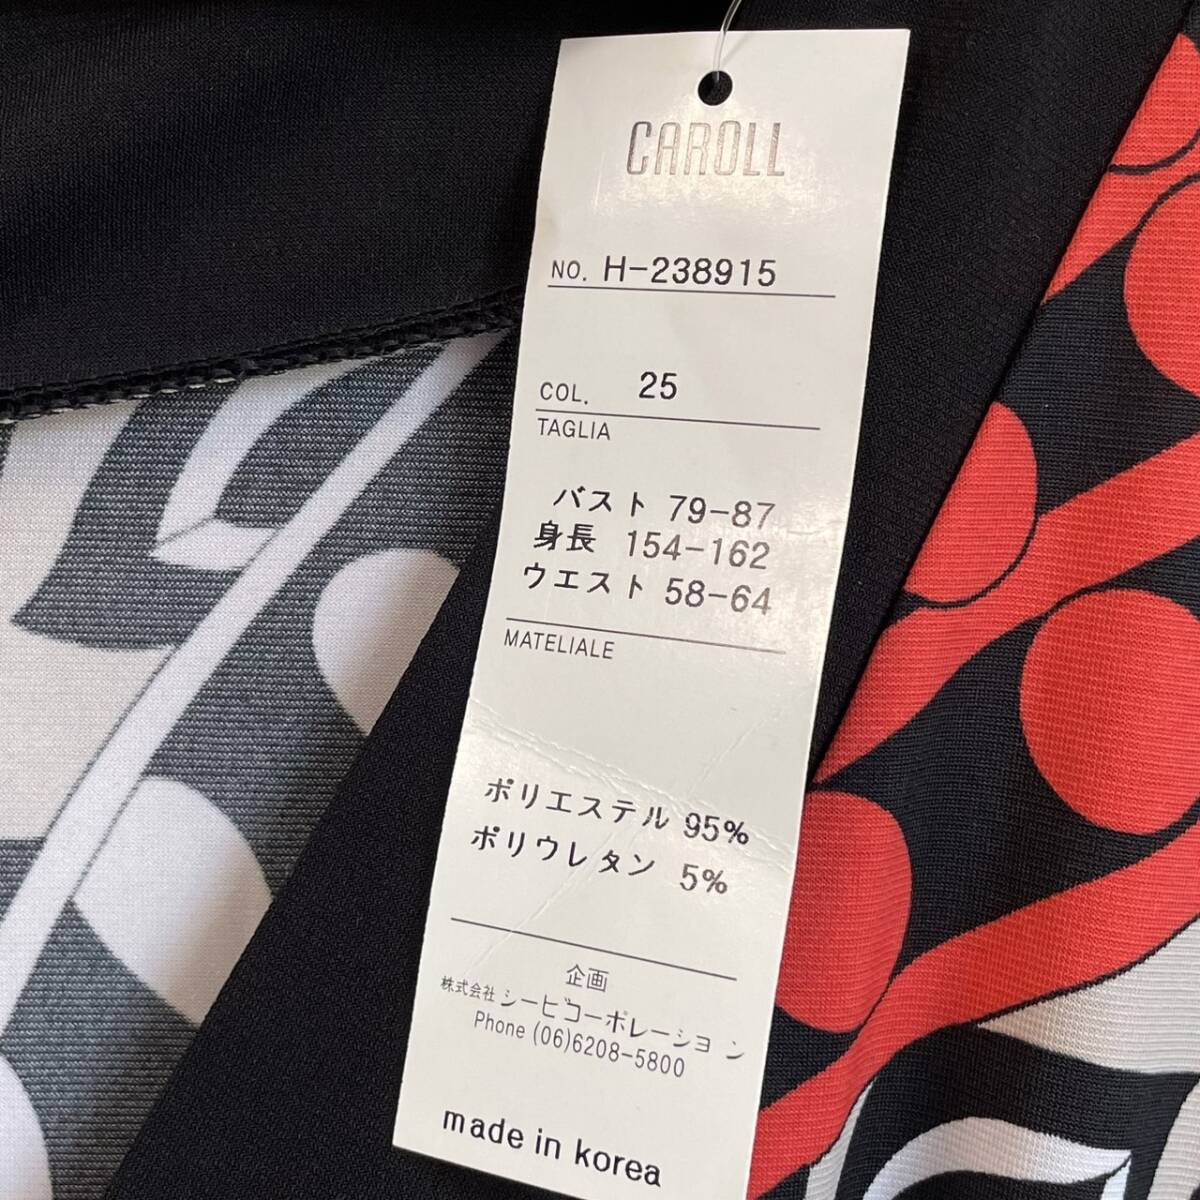 CAROLL
NO. H-238915
COL. 25
TAGLIA
バスト 79-87
身長 154-162
ウエスト 58-64
MATELIALE
ポリエステル 95%
ポリウレタン 5%
企画
株式会社 シービーコーポレーション
Phone (06)6208-5800
made in korea